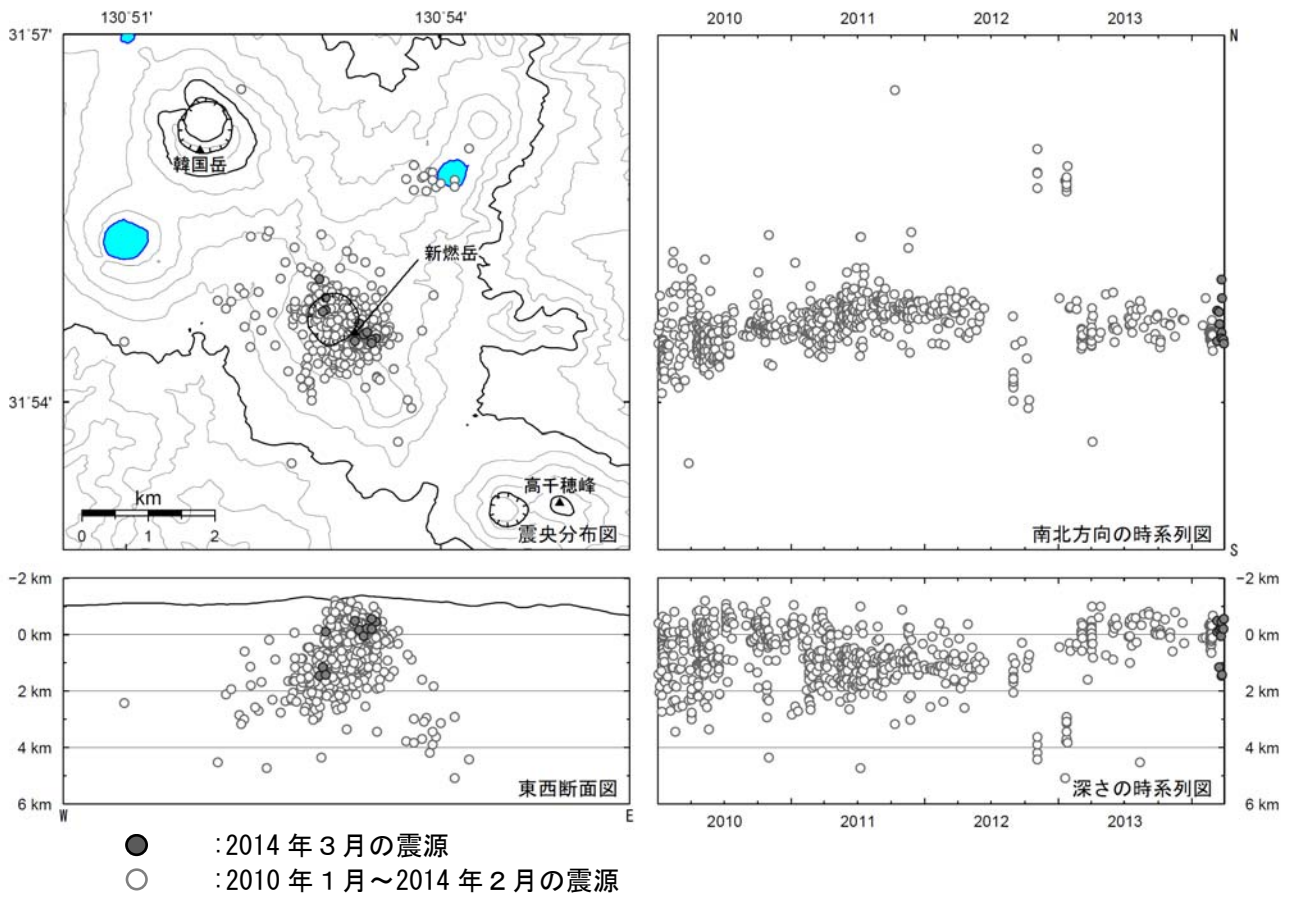 130°51' 130°54'
2010 2011 2012 2013
31°57'
N
韓国岳
新燃岳
31°54'
km
0 1 2
高千穂峰
震央分布図
南北方向の時系列図
S
-2 km
0 km
2 km
4 km
6 km
東西断面図
W E
-2 km
0 km
2 km
4 km
6 km
深さの時系列図
2010 2011 2012 2013
:2014 年 3 月の震源
:2010 年 1 月～2014 年 2 月の震源